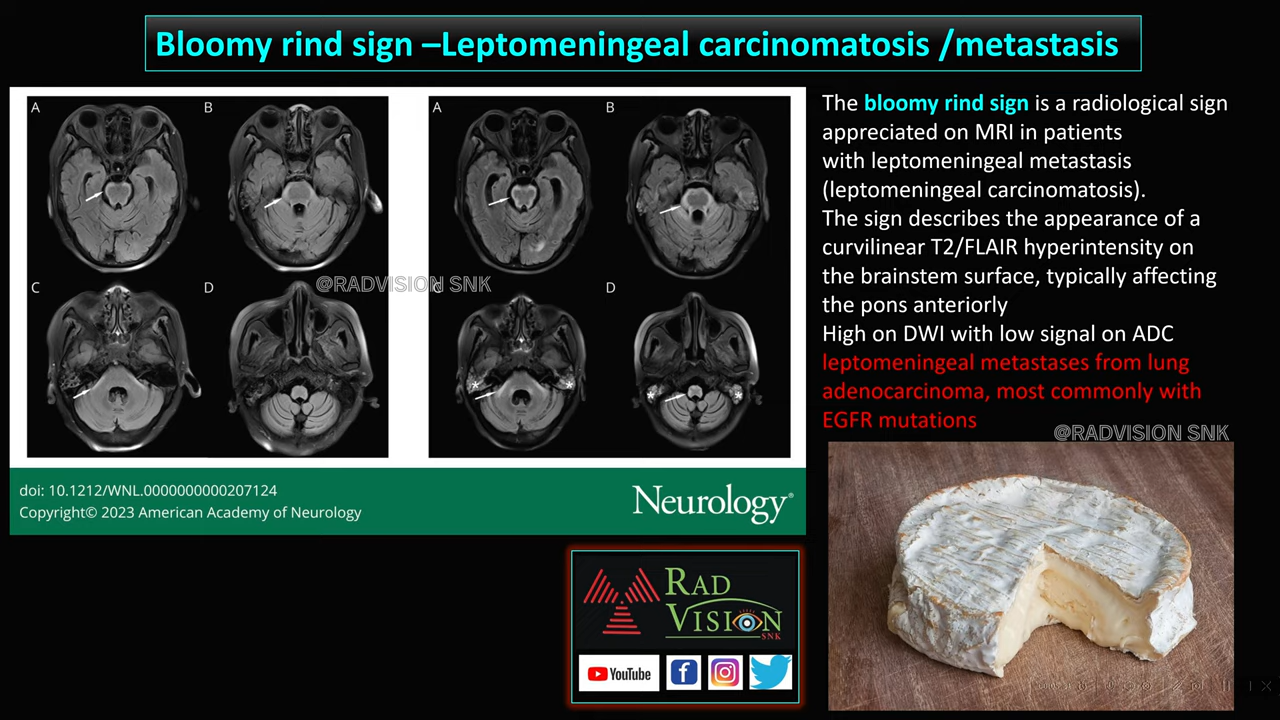 Bloomy rind sign –Leptomeningeal carcinomatosis /metastasis
A
B
C
D
A
B
C
D
@RADVISION SNK
doi: 10.1212/WNL.0000000000207124
Copyright© 2023 American Academy of Neurology
Neurology®
The bloomy rind sign is a radiological sign
appreciated on MRI in patients
with leptomeningeal metastasis
(leptomeningeal carcinomatosis).
The sign describes the appearance of a
curvilinear T2/FLAIR hyperintensity on
the brainstem surface, typically affecting
the pons anteriorly
High on DWI with low signal on ADC
leptomeningeal metastases from lung
adenocarcinoma, most commonly with
EGFR mutations
@RADVISION SNK
RAD
VISION
SNK
YouTube